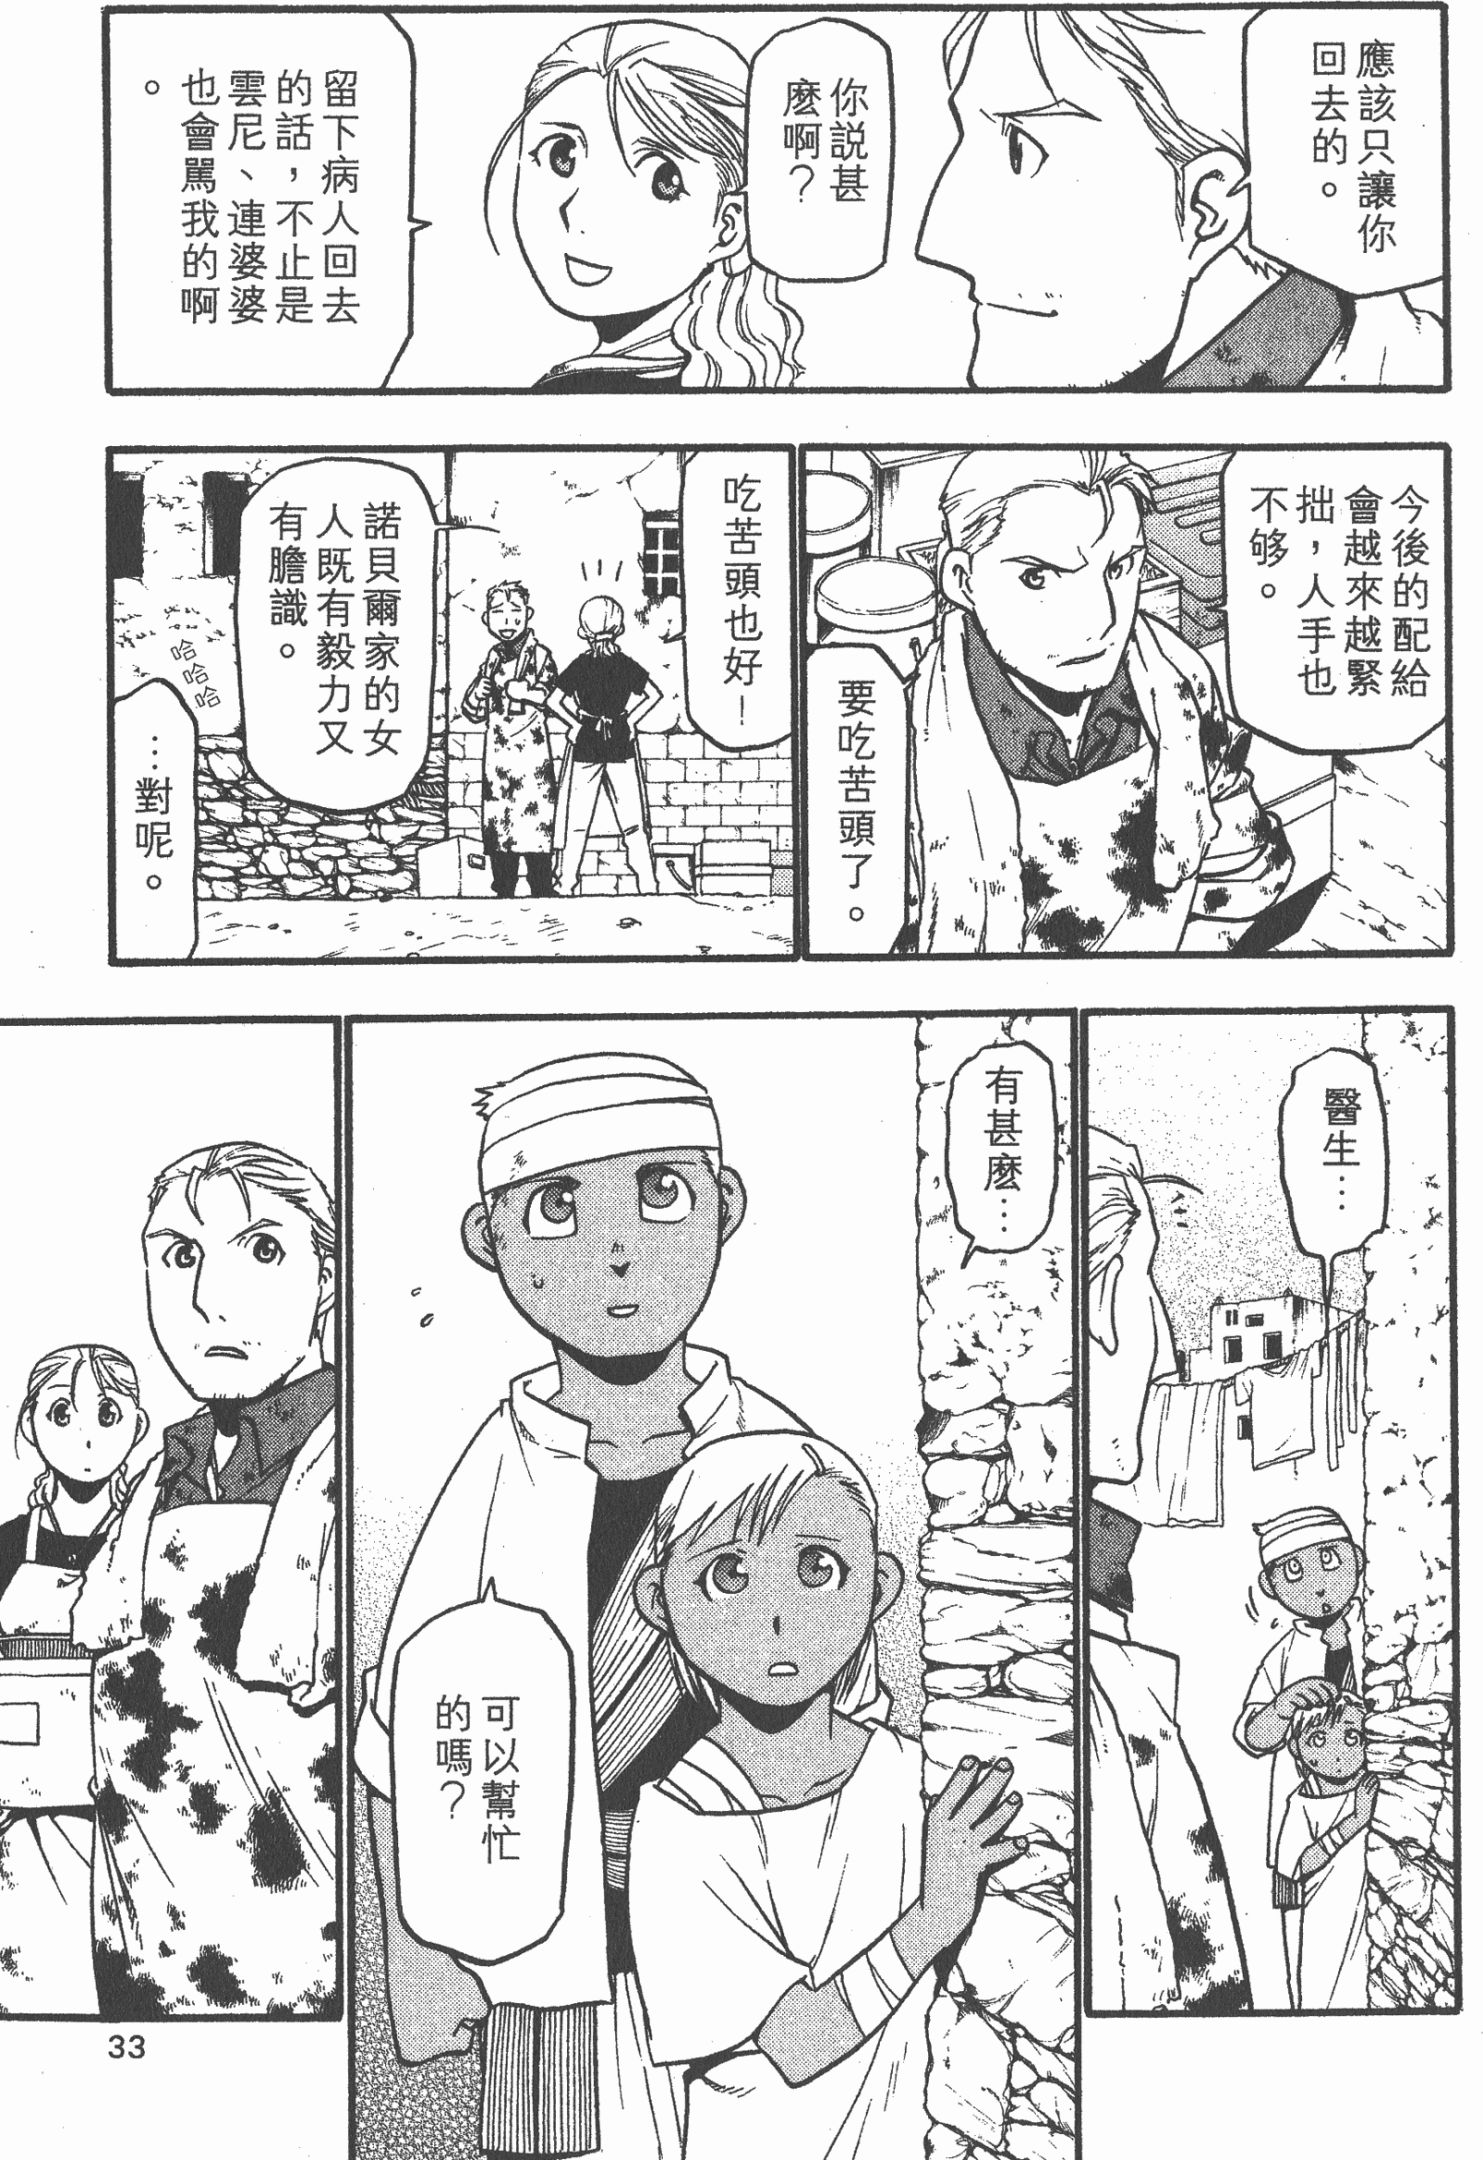 應該只讓你
回去的。
你説甚
麽啊？
留下病人回去
的話，不止是
雲尼、連婆婆
也會罵我的啊
。
今後的配給
會越來越緊
拙，人手也
不够。
要吃苦頭了。
吃苦頭也好！
諾貝爾家的女
人既有毅力又
有膽識。
哈
哈
哈
…對呢。
醫生…
有甚麽…
可以幫忙
的嗎？
33